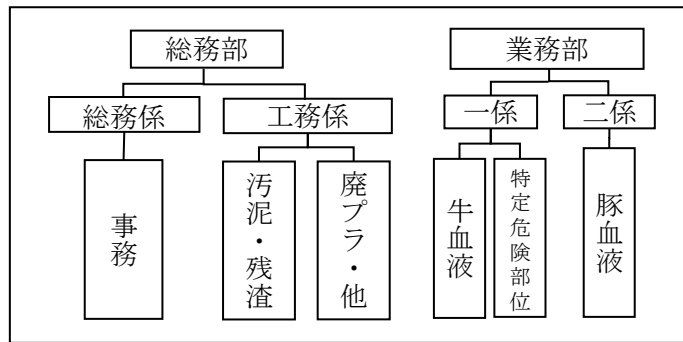 総務部
業務部
総務係
工務係
一係
二係
事務
汚泥・残渣
廃プラ・他
牛血液
特定危険部位
豚血液